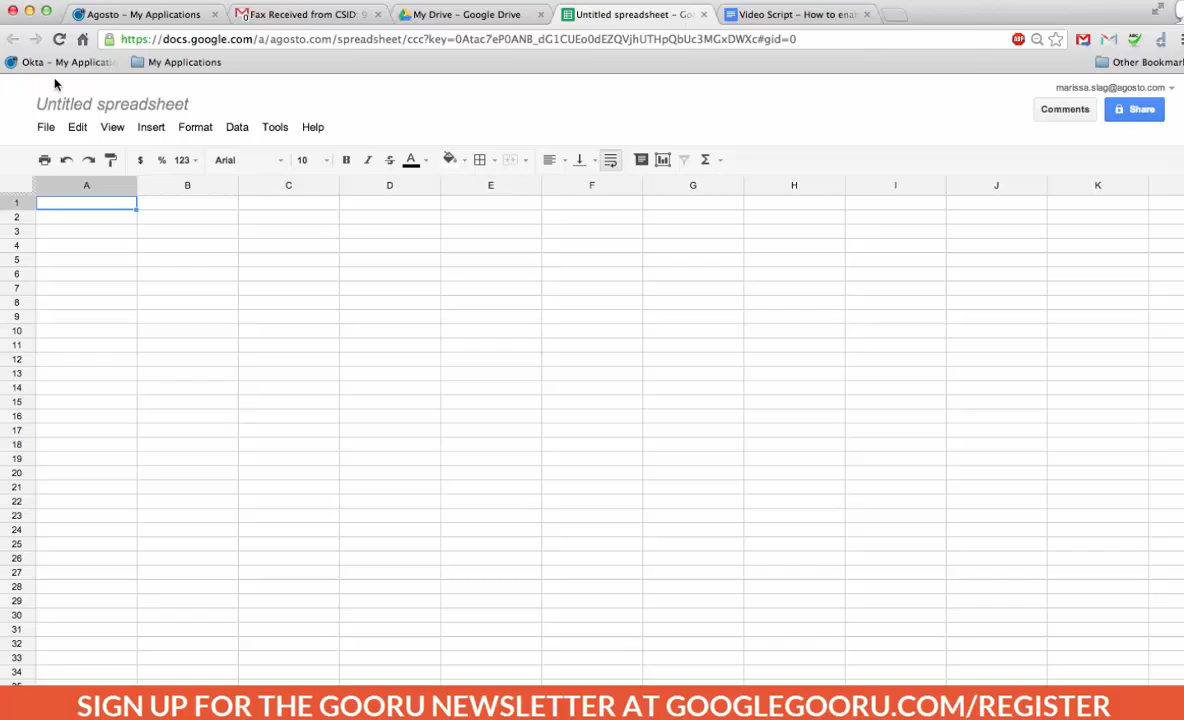 Agosto - My Applications
Fax Received from CSID: 9
My Drive - Google Drive
Untitled spreadsheet - Go
Video Script - How to ena
https://docs.google.com/a/agosto.com/spreadsheet/ccc?key=0Atac7eP0ANB_dG1CUEo0dEZQVjhUTHpQbUc3MGxDWXc#gid=0
ABP
Okta - My Applicati
My Applications
Other Bookmar
marissa.slag@agosto.com
Untitled spreadsheet
Comments
Share
File Edit View Insert Format Data Tools Help
$ % 123 Arial 10 B I S A Σ
A B C D E F G H I J K
1
2
3
4
5
6
7
8
9
10
11
12
13
14
15
16
17
18
19
20
21
22
23
24
25
26
27
28
29
30
31
32
33
34
SIGN UP FOR THE GOORU NEWSLETTER AT GOOGLEGOORU.COM/REGISTER